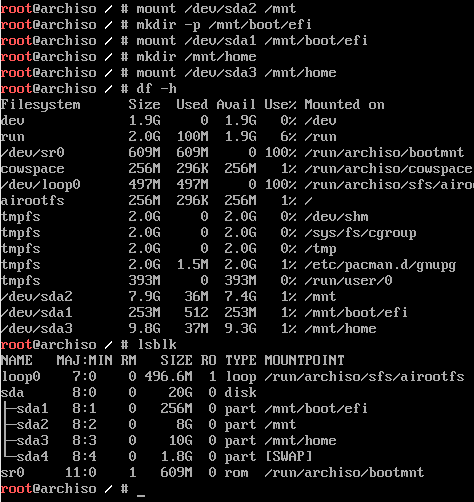 root@archiso / # mount /dev/sda2 /mnt
root@archiso / # mkdir -p /mnt/boot/efi
root@archiso / # mount /dev/sda1 /mnt/boot/efi
root@archiso / # mkdir /mnt/home
root@archiso / # mount /dev/sda3 /mnt/home
root@archiso / # df -h
Filesystem      Size  Used Avail Use% Mounted on
dev             1.9G     0  1.9G   0% /dev
run             2.0G  100M  1.9G   6% /run
/dev/sr0        609M  609M     0 100% /run/archiso/bootmnt
cowspace        256M  296K  256M   1% /run/archiso/cowspace
/dev/loop0      497M  497M     0 100% /run/archiso/sfs/airoo
airootfs        256M  296K  256M   1% /
tmpfs           2.0G     0  2.0G   0% /dev/shm
tmpfs           2.0G     0  2.0G   0% /sys/fs/cgroup
tmpfs           2.0G     0  2.0G   0% /tmp
tmpfs           2.0G  1.5M  2.0G   1% /etc/pacman.d/gnupg
tmpfs           393M     0  393M   0% /run/user/0
/dev/sda2       7.9G   36M  7.4G   1% /mnt
/dev/sda1       253M   512  253M   1% /mnt/boot/efi
/dev/sda3       9.8G   37M  9.3G   1% /mnt/home
root@archiso / # lsblk
NAME   MAJ:MIN RM   SIZE RO TYPE MOUNTPOINT
loop0    7:0    0 496.6M  1 loop /run/archiso/sfs/airootfs
sda      8:0    0    20G  0 disk
├─sda1   8:1    0   256M  0 part /mnt/boot/efi
├─sda2   8:2    0     8G  0 part /mnt
├─sda3   8:3    0    10G  0 part /mnt/home
└─sda4   8:4    0   1.8G  0 part [SWAP]
sr0     11:0    1   609M  0 rom  /run/archiso/bootmnt
root@archiso / # _